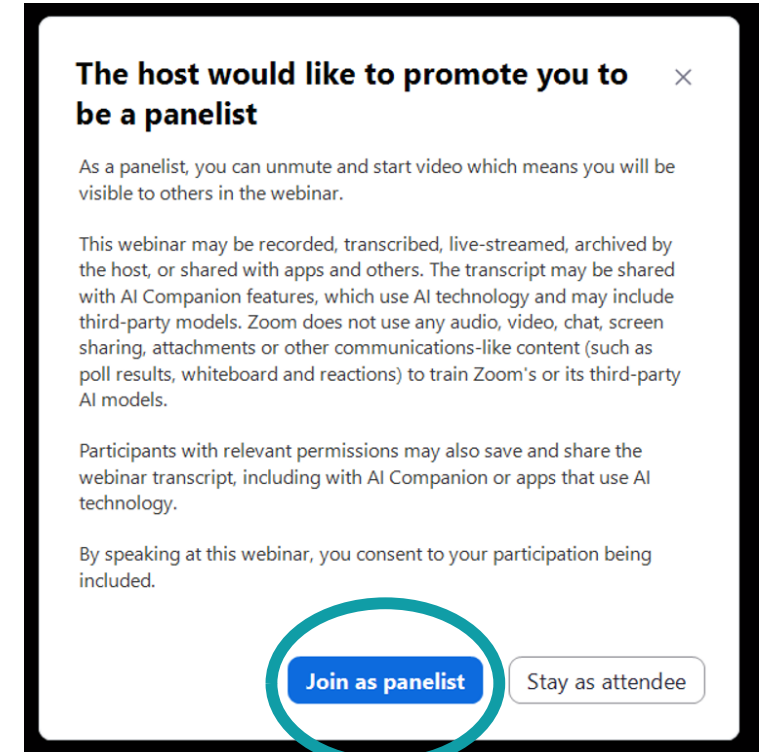 The host would like to promote you to
be a panelist
As a panelist, you can unmute and start video which means you will be
visible to others in the webinar.
This webinar may be recorded, transcribed, live-streamed, archived by
the host, or shared with apps and others. The transcript may be shared
with AI Companion features, which use AI technology and may include
third-party models. Zoom does not use any audio, video, chat, screen
sharing, attachments or other communications-like content (such as
poll results, whiteboard and reactions) to train Zoom's or its third-party
AI models.
Participants with relevant permissions may also save and share the
webinar transcript, including with AI Companion or apps that use AI
technology.
By speaking at this webinar, you consent to your participation being
included.
Join as panelist
Stay as attendee